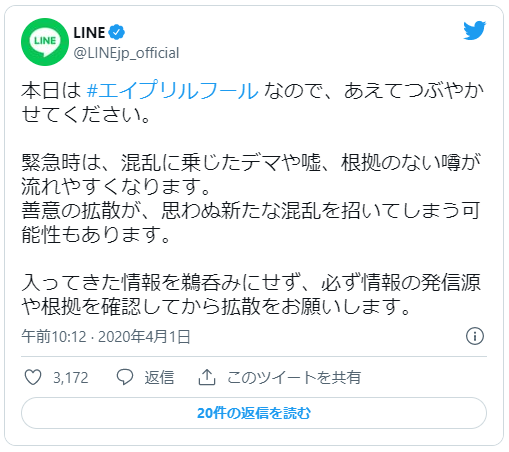 LINE
LINE
@LINEjp_official
本日は #エイプリルフール なので、あえてつぶやか
せてください。
緊急時は、混乱に乗じたデマや嘘、根拠のない噂が
流れやすくなります。
善意の拡散が、思わぬ新たな混乱を招いてしまう可
能性もあります。
入ってきた情報を鵜呑みにせず、必ず情報の発信源
や根拠を確認してから拡散をお願いします。
午前10:12 · 2020年4月1日
3,172 返信 このツイートを共有
20件の返信を読む